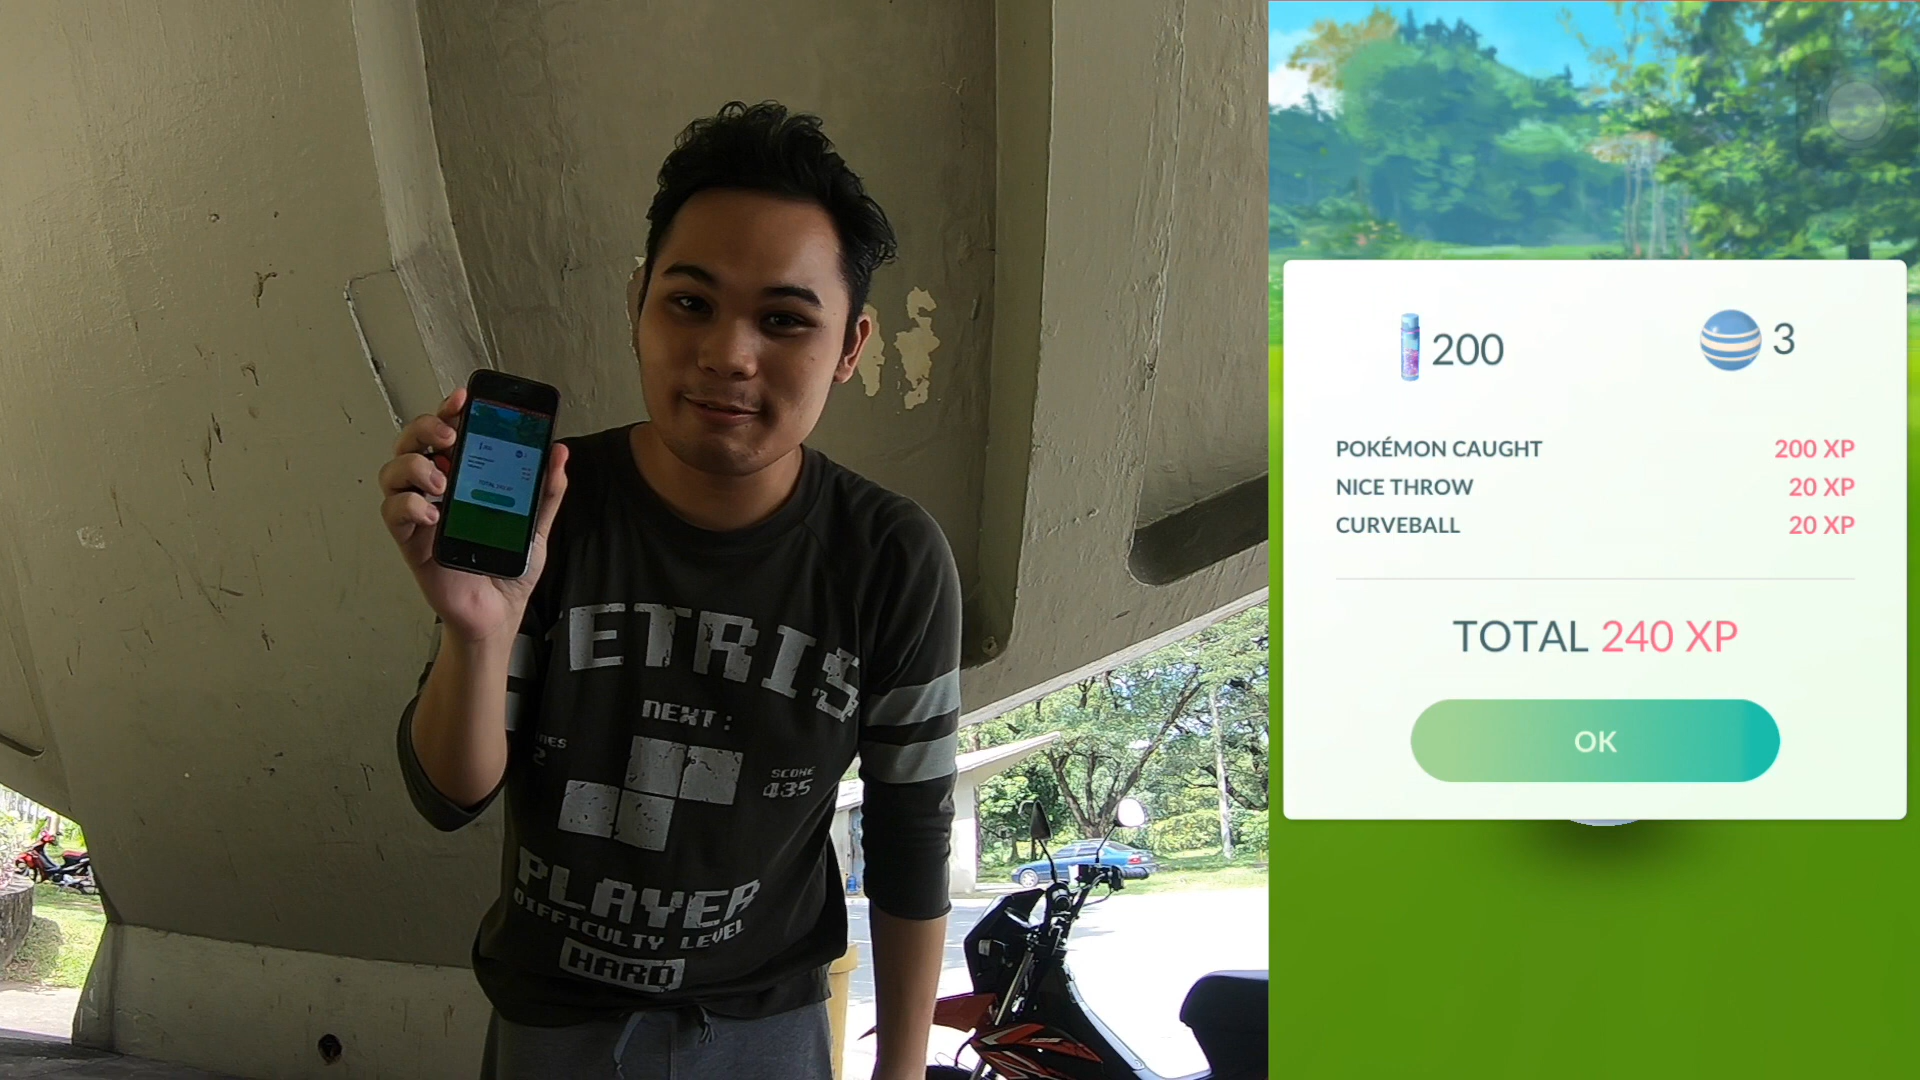 TETRIS
NEXT:
SCORE
435
PLAYER
DIFFICULTY LEVEL
HARD
200
3
POKÉMON CAUGHT 200 XP
NICE THROW 20 XP
CURVEBALL 20 XP
TOTAL 240 XP
OK